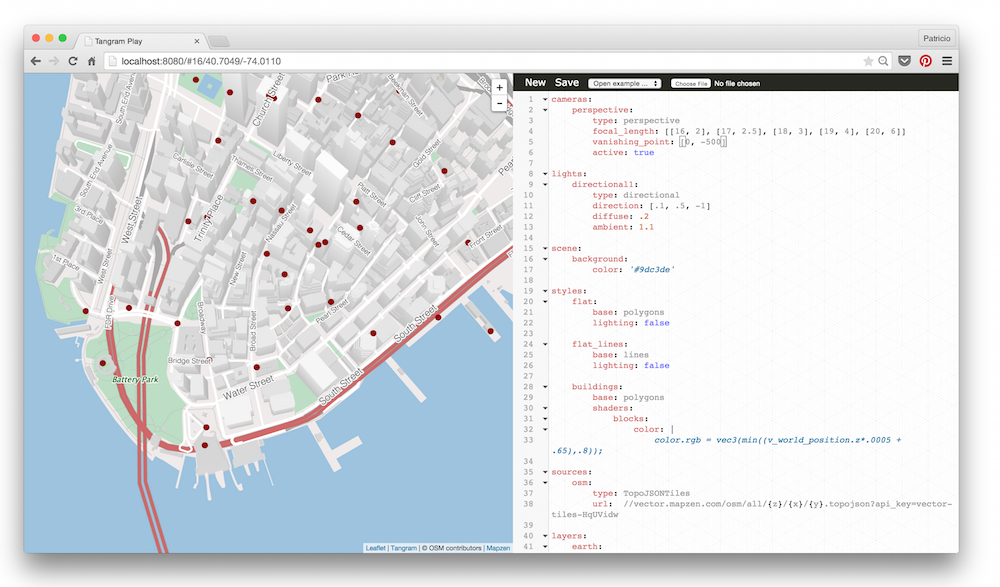 Tangram Play
Patricio
localhost:8080/#16/40.7049/-74.0110
New Save Open example ... Choose File No file chosen
+
−
South End Avenue
Church Street
Park
Beekman Street
Carlisle Street
Thames Street
Liberty Street
Gold Street
Platt Street
Cliff Street
South End Avenue
3rd Place
West Street
Trinity Place
Nassau Street
Cedar Street
John Street
Front Street
1st Place
West Street
New Street
FDR Drive
Broadway
Broad Street
Pearl Street
South Street
Bridge Street
Battery Park
Water Street
South Street
Leaflet | Tangram | © OSM contributors | Mapzen
1 cameras:
2 perspective:
3 type: perspective
4 focal_length: [[16, 2], [17, 2.5], [18, 3], [19, 4], [20, 6]]
5 vanishing_point: [0, -500]
6 active: true
7
8 lights:
9 directional1:
10 type: directional
11 direction: [.1, .5, -1]
12 diffuse: .2
13 ambient: 1.1
14
15 scene:
16 background:
17 color: '#9dc3de'
18
19 styles:
20 flat:
21 base: polygons
22 lighting: false
23
24 flat_lines:
25 base: lines
26 lighting: false
27
28 buildings:
29 base: polygons
30 shaders:
31 blocks:
32 color: |
33 color.rgb = vec3(min((v_world_position.z*.0005 +
.65),.8));
34
35 sources:
36 osm:
37 type: TopoJSONTiles
38 url: //vector.mapzen.com/osm/all/{z}/{x}/{y}.topojson?api_key=vector-
tiles-HqUVidw
39
40 layers:
41 earth: